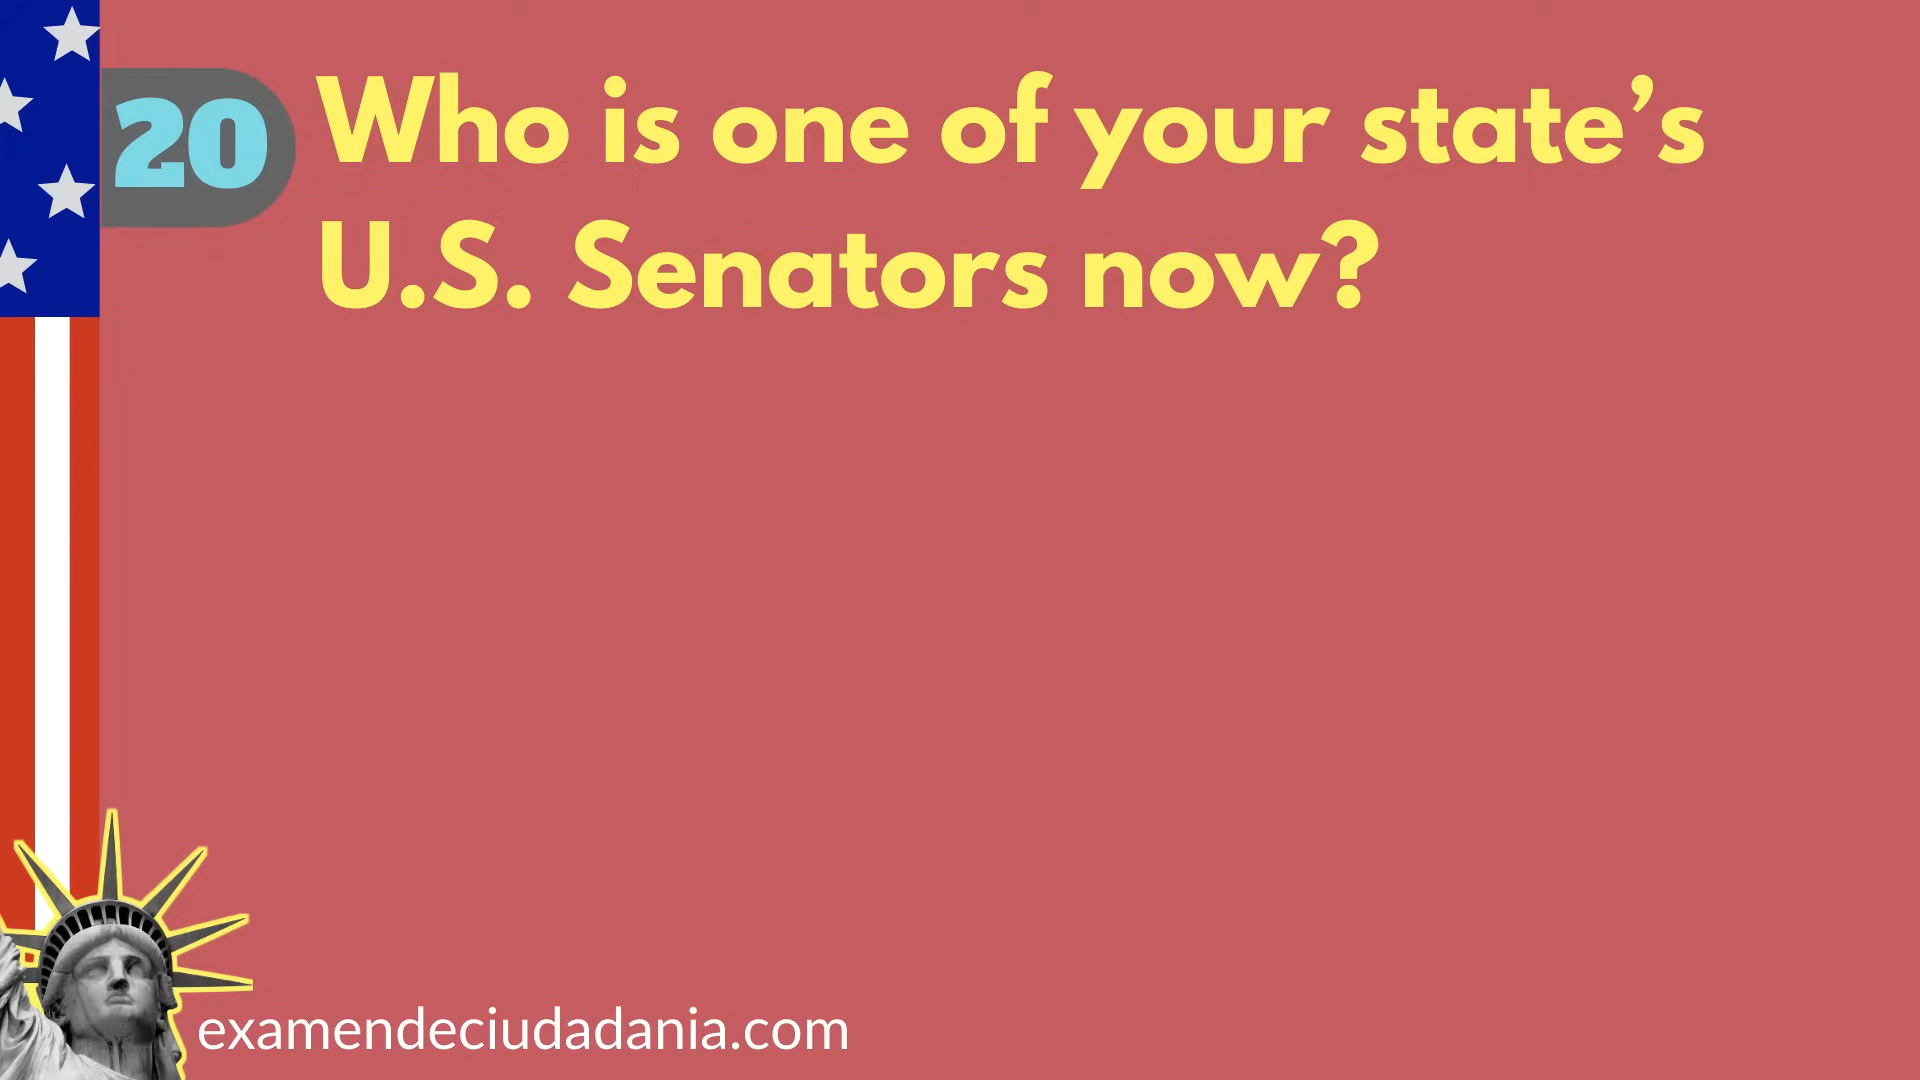 20
Who is one of your state’s
U.S. Senators now?
examendeciudadania.com